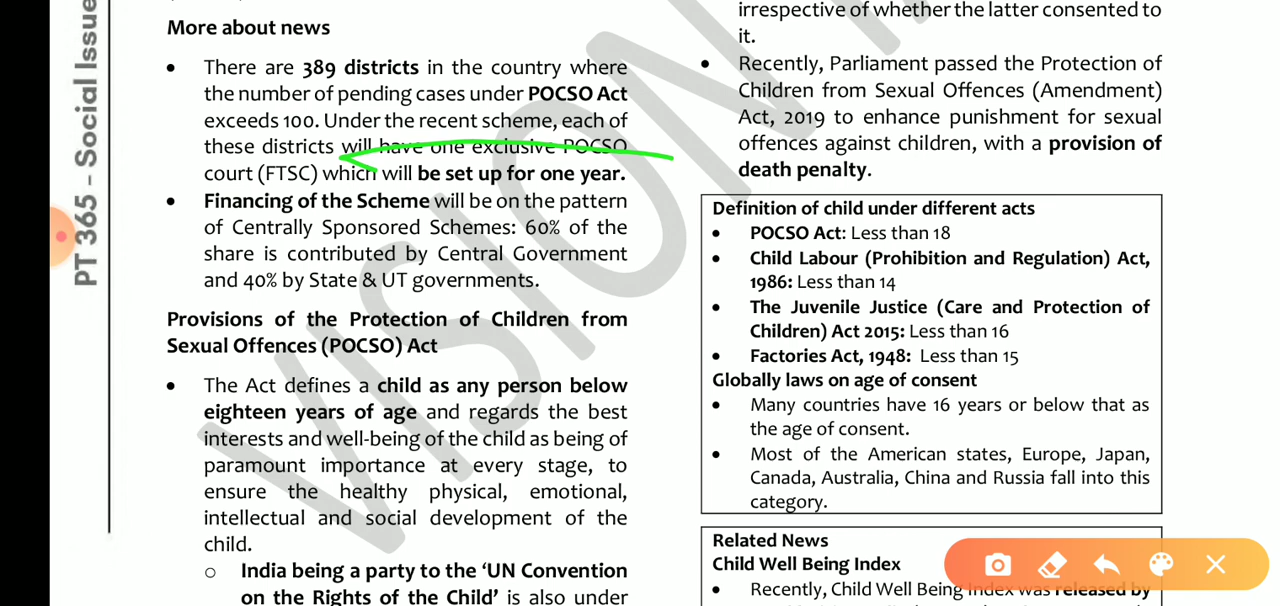 PT 365 - Social Issue
More about news
• There are 389 districts in the country where
the number of pending cases under POCSO Act
exceeds 100. Under the recent scheme, each of
these districts will have one exclusive POCSO
court (FTSC) which will be set up for one year.
• Financing of the Scheme will be on the pattern
of Centrally Sponsored Schemes: 60% of the
share is contributed by Central Government
and 40% by State & UT governments.
Provisions of the Protection of Children from
Sexual Offences (POCSO) Act
• The Act defines a child as any person below
eighteen years of age and regards the best
interests and well-being of the child as being of
paramount importance at every stage, to
ensure the healthy physical, emotional,
intellectual and social development of the
child.
o India being a party to the ‘UN Convention
on the Rights of the Child’ is also under
irrespective of whether the latter consented to
it.
• Recently, Parliament passed the Protection of
Children from Sexual Offences (Amendment)
Act, 2019 to enhance punishment for sexual
offences against children, with a provision of
death penalty.
Definition of child under different acts
• POCSO Act: Less than 18
• Child Labour (Prohibition and Regulation) Act,
1986: Less than 14
• The Juvenile Justice (Care and Protection of
Children) Act 2015: Less than 16
• Factories Act, 1948: Less than 15
Globally laws on age of consent
• Many countries have 16 years or below that as
the age of consent.
• Most of the American states, Europe, Japan,
Canada, Australia, China and Russia fall into this
category.
Related News
Child Well Being Index
• Recently, Child Well Being Index was released by
VISION